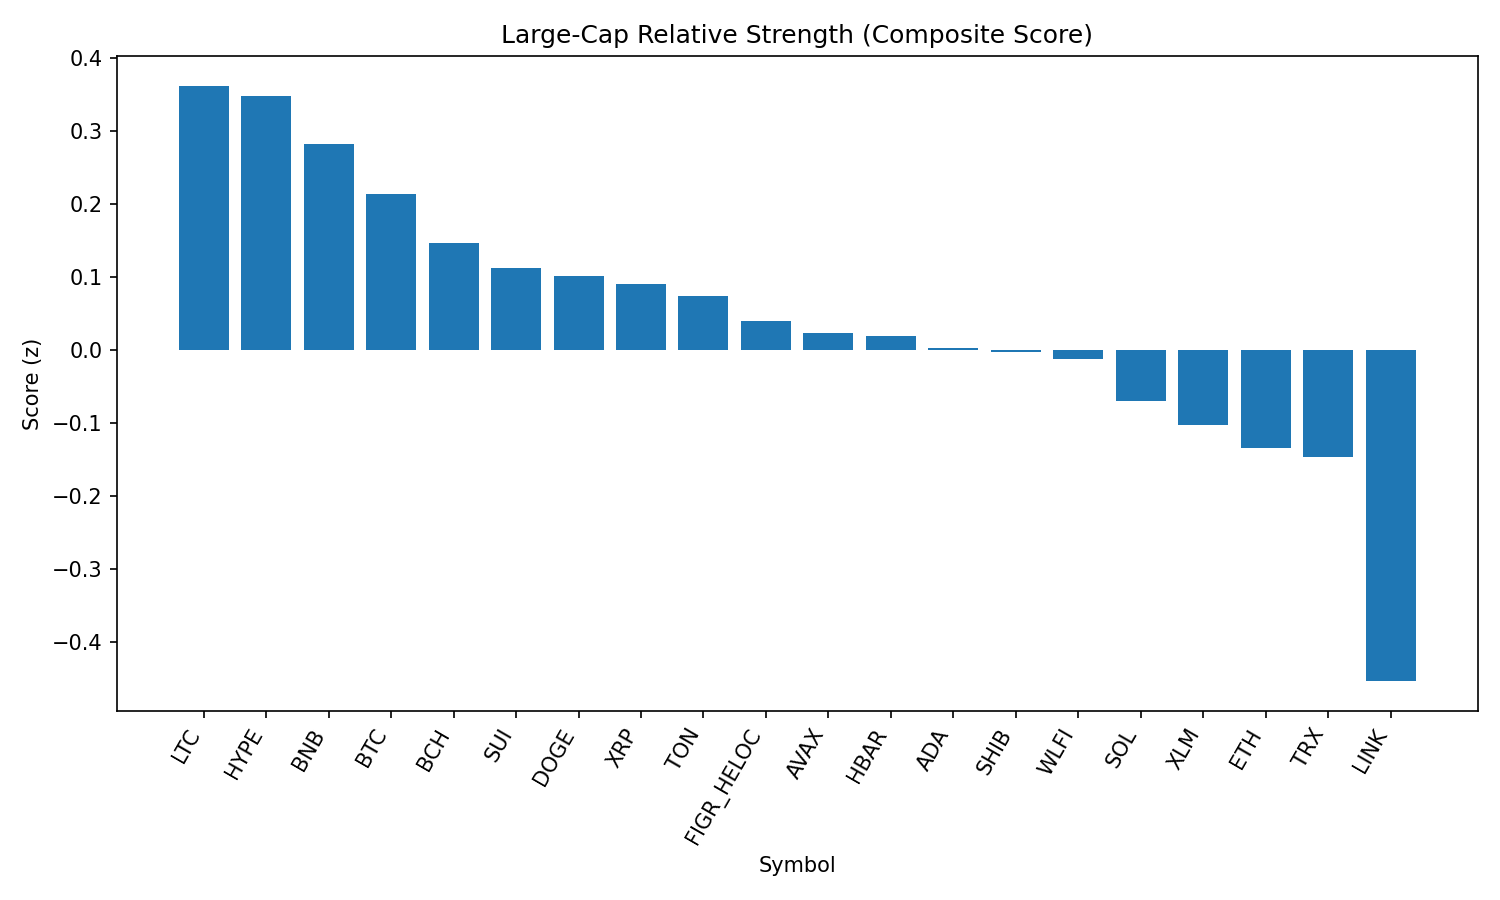 Large-Cap Relative Strength (Composite Score)
Score (z)
0.4
0.3
0.2
0.1
0.0
−0.1
−0.2
−0.3
−0.4
LTC
HYPE
BNB
BTC
BCH
SUI
DOGE
XRP
TON
FIGR_HELOC
AVAX
HBAR
ADA
SHIB
WLFI
SOL
XLM
ETH
TRX
LINK
Symbol